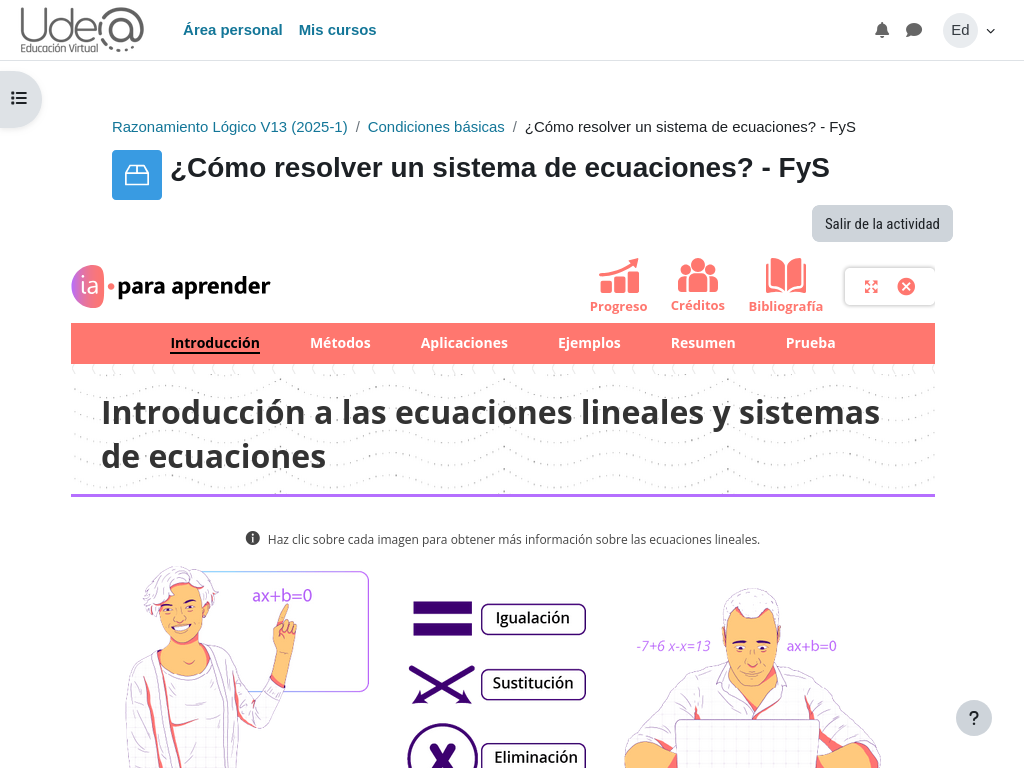 Ude@
Educación Virtual
Área personal
Mis cursos
Ed
Razonamiento Lógico V13 (2025-1) / Condiciones básicas / ¿Cómo resolver un sistema de ecuaciones? - FyS
¿Cómo resolver un sistema de ecuaciones? - FyS
Salir de la actividad
ia para aprender
Progreso
Créditos
Bibliografía
Introducción
Métodos
Aplicaciones
Ejemplos
Resumen
Prueba
Introducción a las ecuaciones lineales y sistemas
de ecuaciones
Haz clic sobre cada imagen para obtener más información sobre las ecuaciones lineales.
ax+b=0
Igualación
Sustitución
Eliminación
-7+6 x-x=13
ax+b=0
?